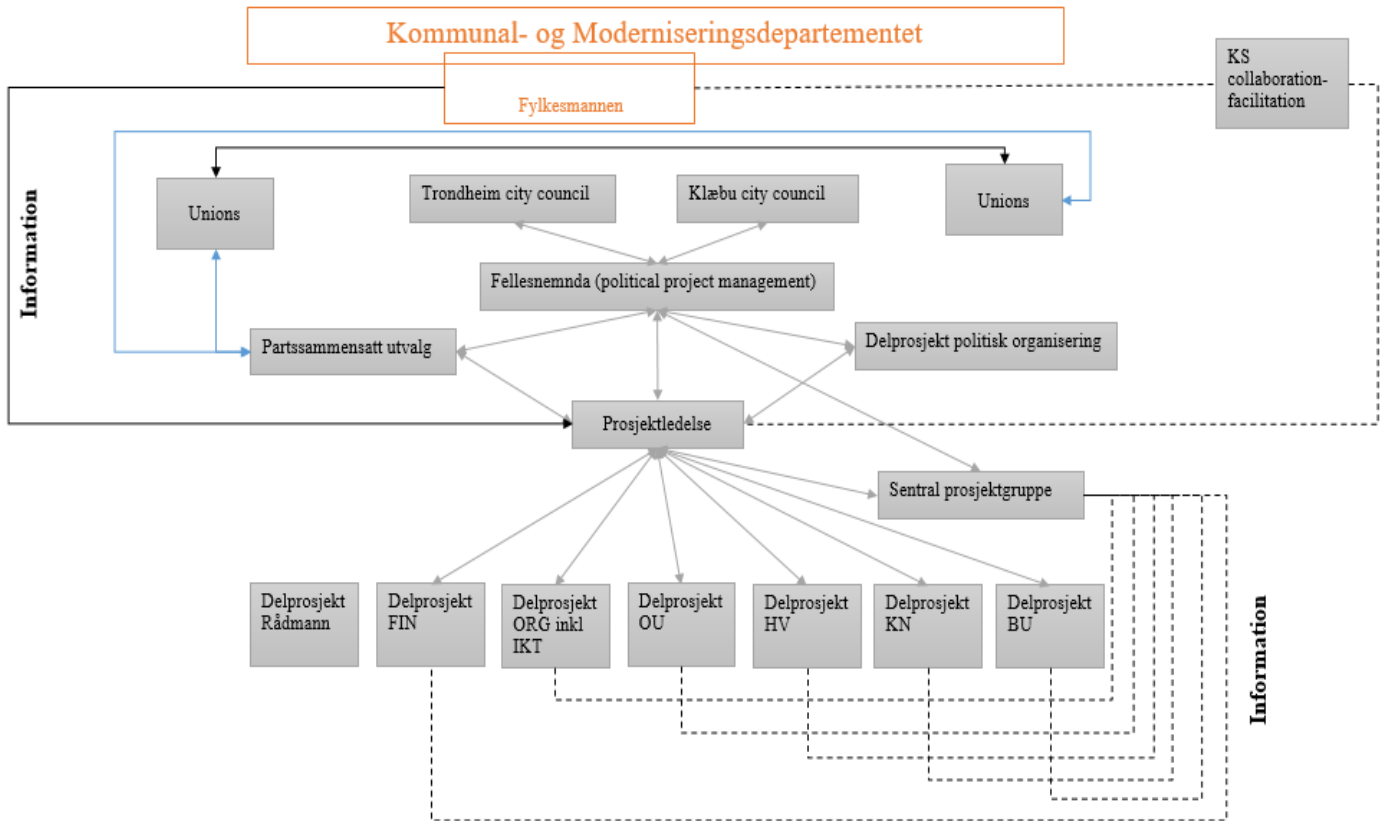 Kommunal- og Moderniseringsdepartementet
KS
collaboration-
facilitation
Fylkesmannen
Information
Unions
Trondheim city council
Klæbu city council
Unions
Fellesnemnda (political project management)
Partssammensatt utvalg
Delprosjekt politisk organisering
Prosjektledelse
Sentral prosjektgruppe
Delprosjekt
Rådmann
Delprosjekt
FIN
Delprosjekt
ORG inkl
IKT
Delprosjekt
OU
Delprosjekt
HV
Delprosjekt
KN
Delprosjekt
BU
Information